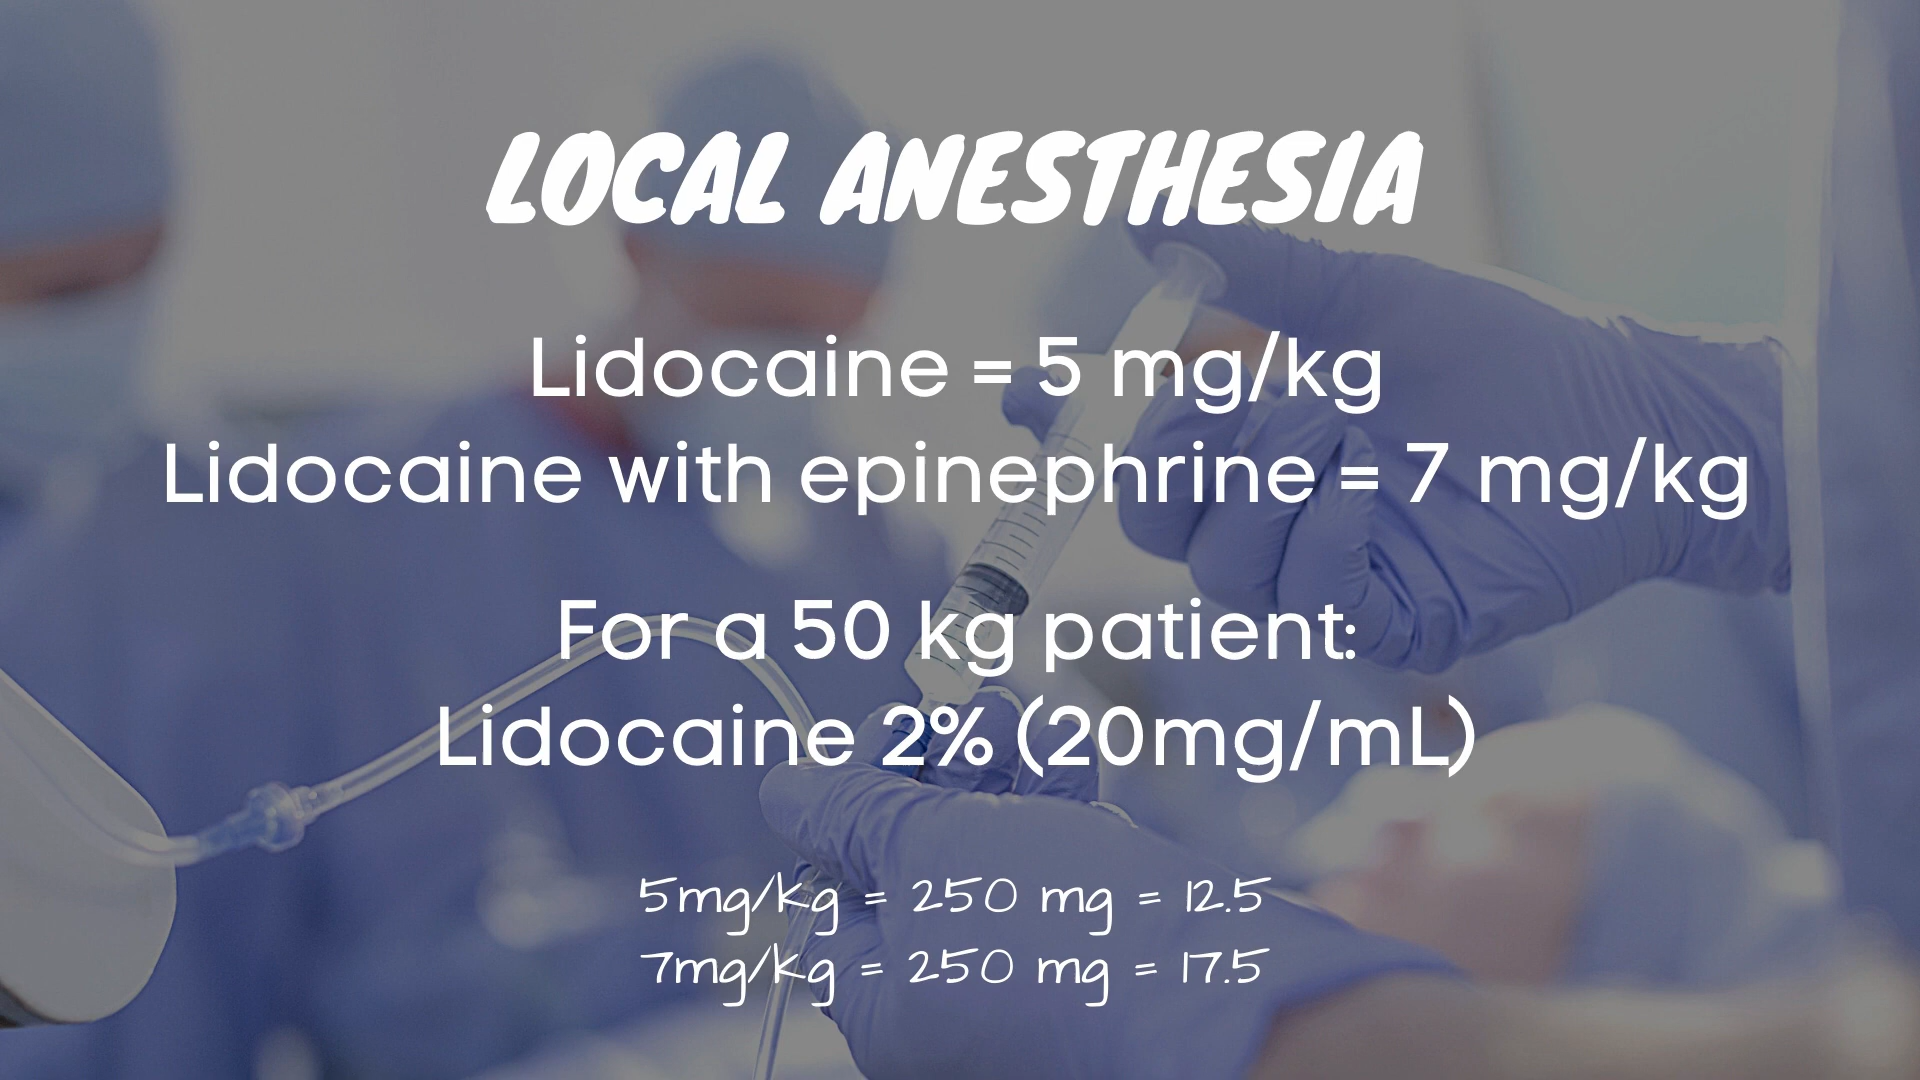 LOCAL ANESTHESIA
Lidocaine = 5 mg/kg
Lidocaine with epinephrine = 7 mg/kg
For a 50 kg patient:
Lidocaine 2% (20mg/mL)
5mg/kg = 250 mg = 12.5
7mg/kg = 250 mg = 17.5